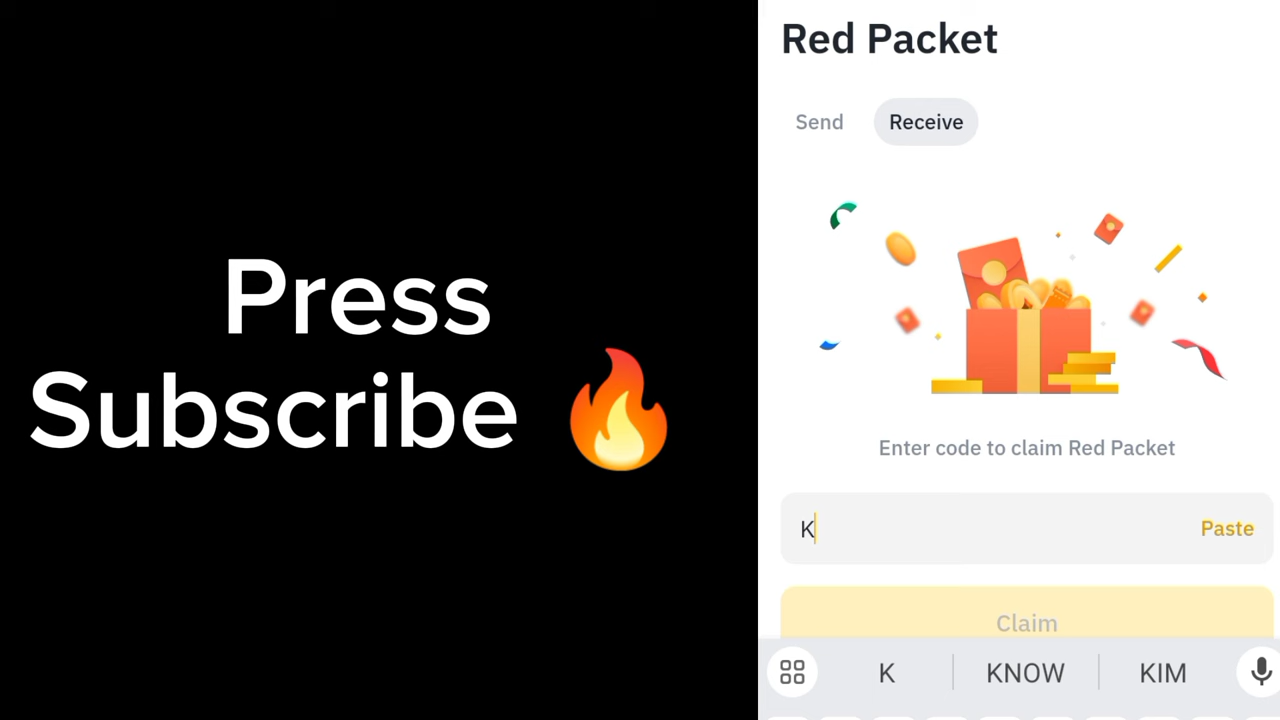 Press
Subscribe 🔥
Red Packet
Send Receive
Enter code to claim Red Packet
K Paste
Claim
K KNOW KIM